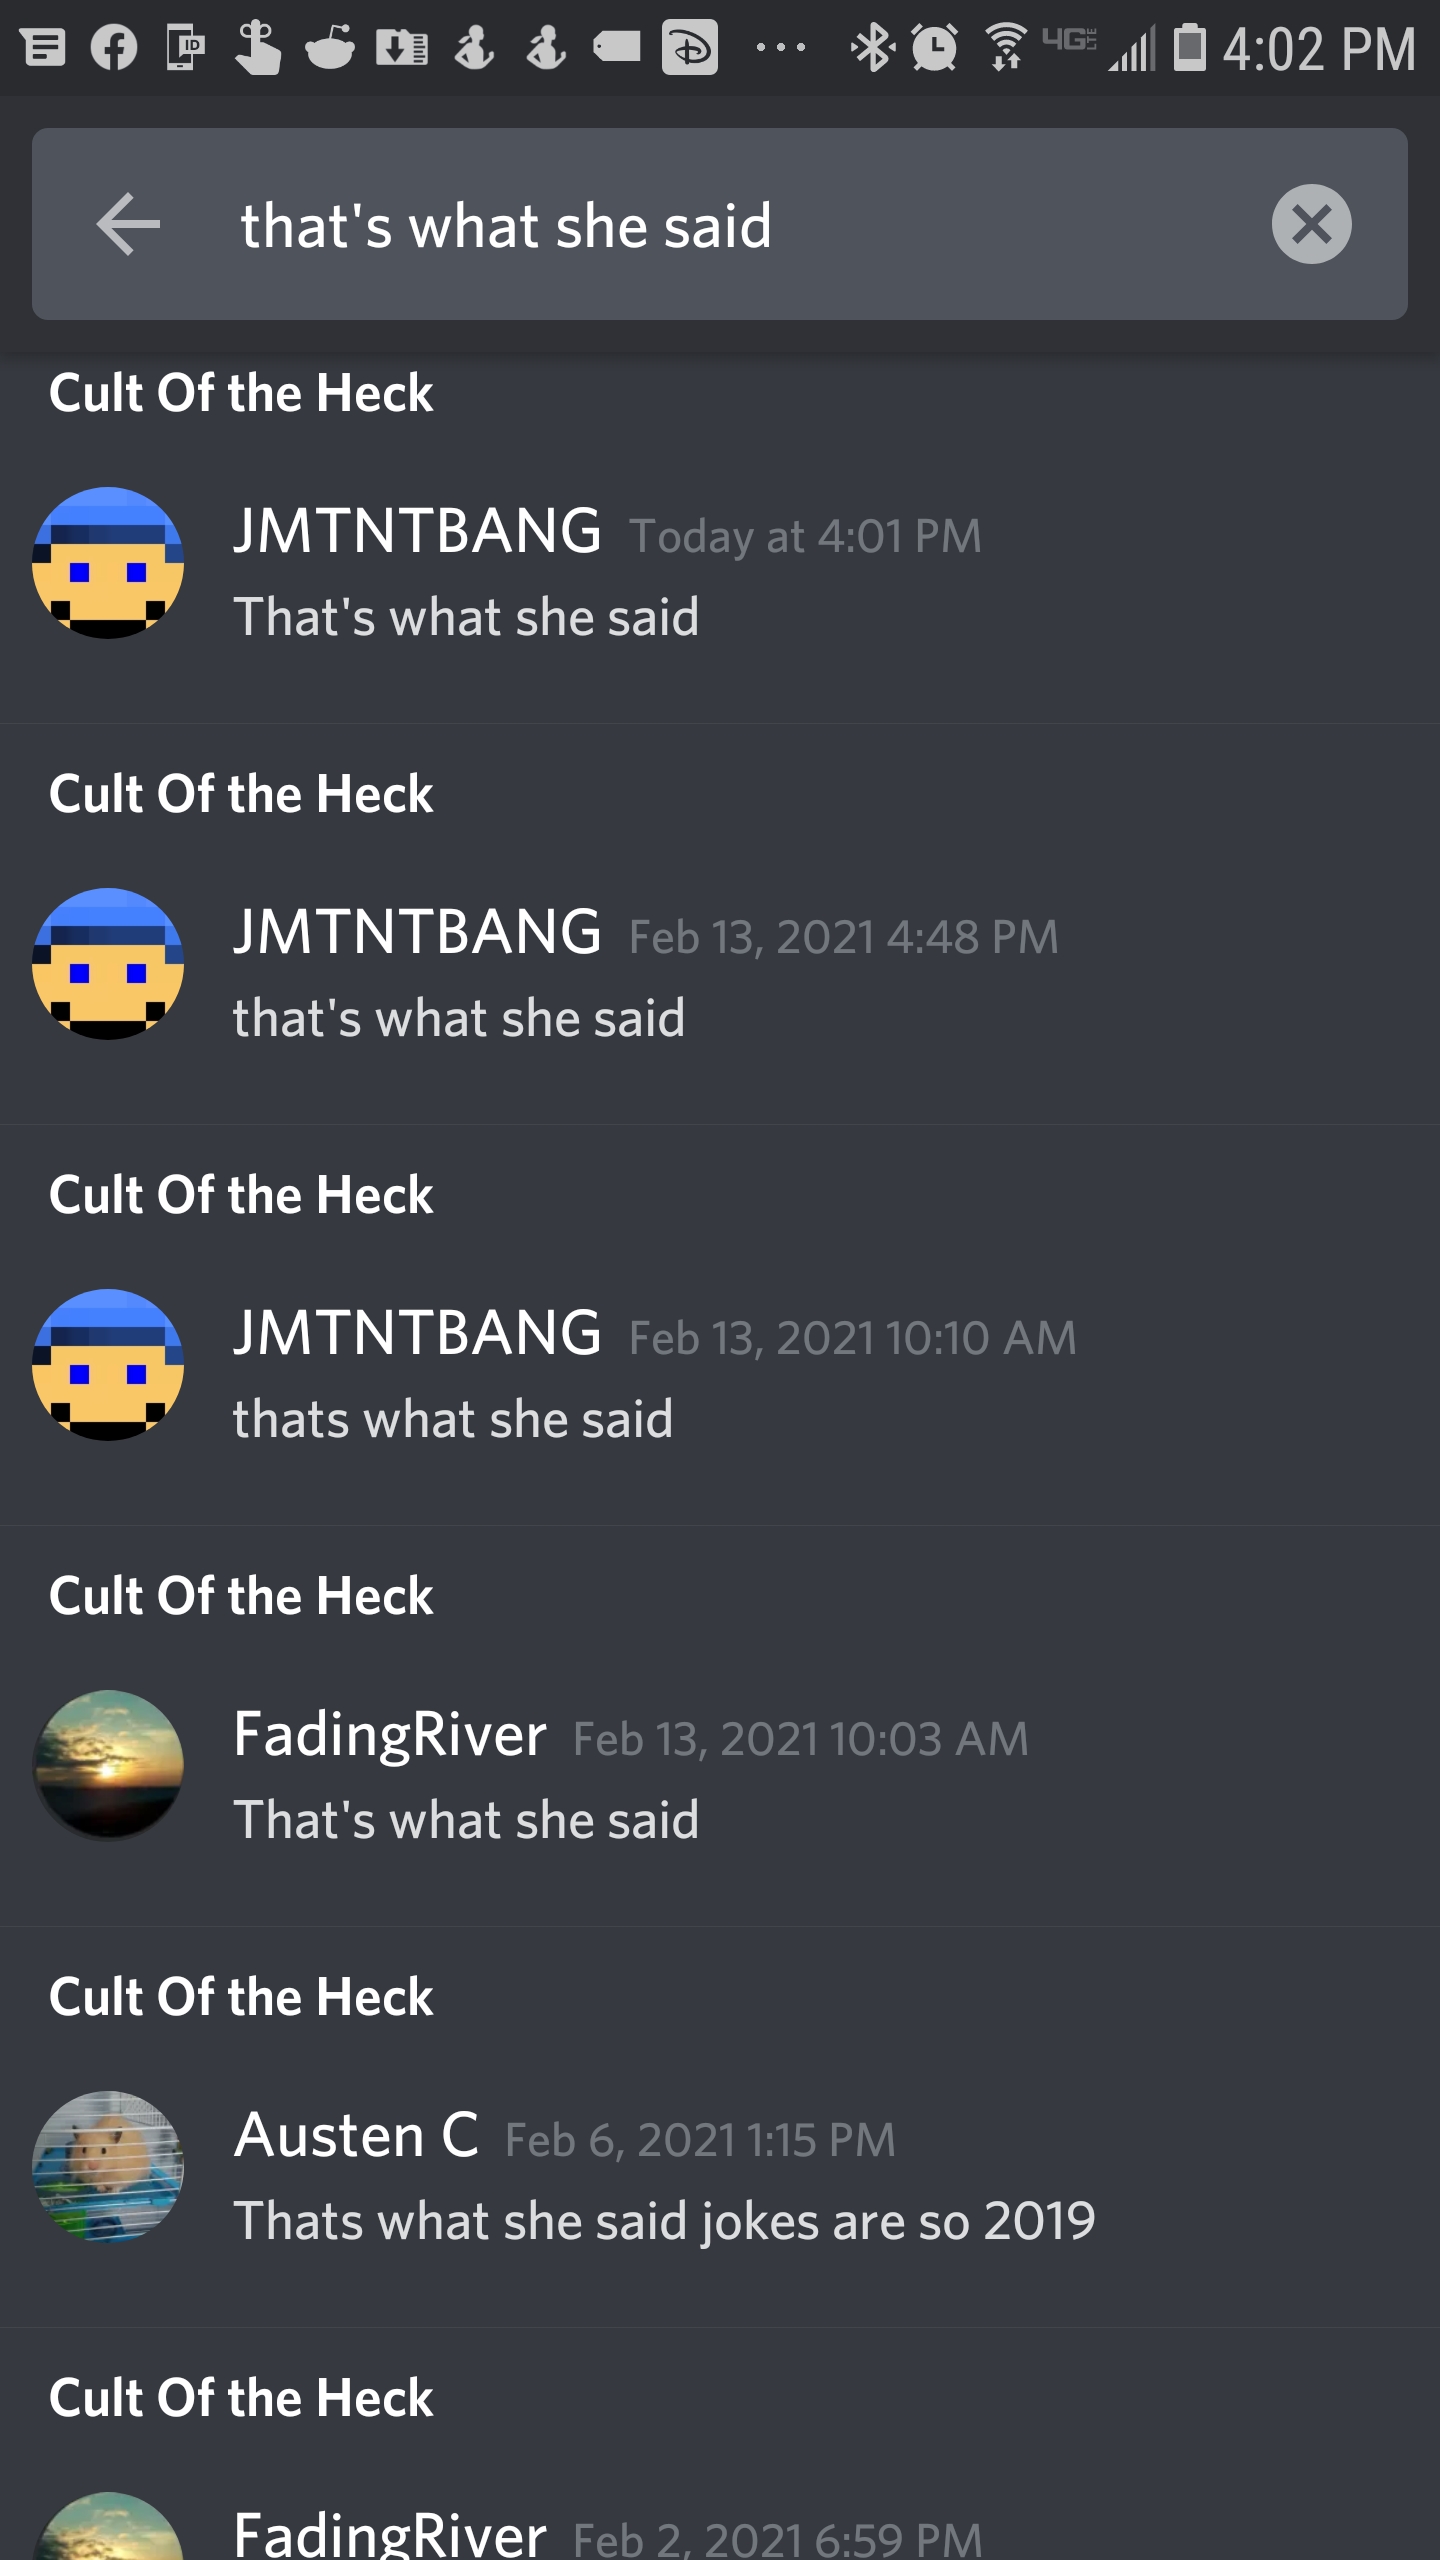 ID 4G LTE 4:02 PM
that's what she said
Cult Of the Heck
JMTNTBANG Today at 4:01 PM
That's what she said
Cult Of the Heck
JMTNTBANG Feb 13, 2021 4:48 PM
that's what she said
Cult Of the Heck
JMTNTBANG Feb 13, 2021 10:10 AM
thats what she said
Cult Of the Heck
FadingRiver Feb 13, 2021 10:03 AM
That's what she said
Cult Of the Heck
Austen C Feb 6, 2021 1:15 PM
Thats what she said jokes are so 2019
Cult Of the Heck
FadingRiver Feb 2, 2021 6:59 PM